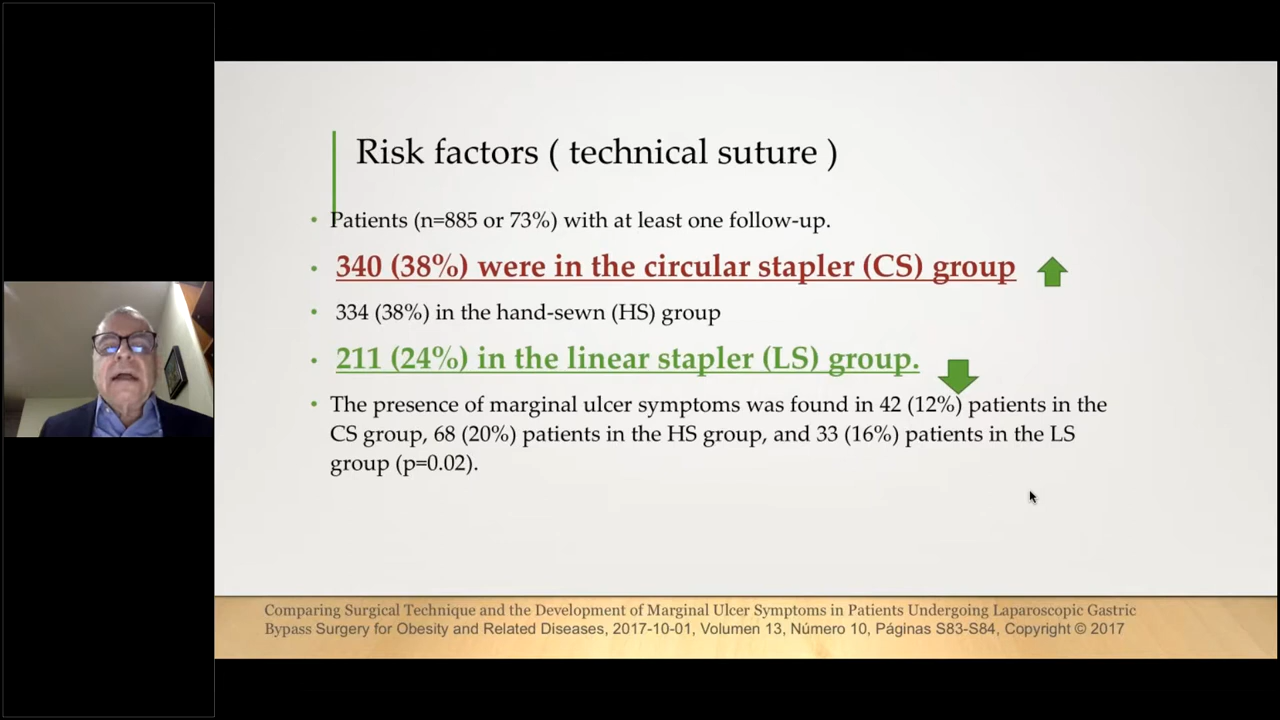 Risk factors ( technical suture )
• Patients (n=885 or 73%) with at least one follow-up.
• 340 (38%) were in the circular stapler (CS) group
• 334 (38%) in the hand-sewn (HS) group
• 211 (24%) in the linear stapler (LS) group.
• The presence of marginal ulcer symptoms was found in 42 (12%) patients in the
CS group, 68 (20%) patients in the HS group, and 33 (16%) patients in the LS
group (p=0.02).
Comparing Surgical Technique and the Development of Marginal Ulcer Symptoms in Patients Undergoing Laparoscopic Gastric
Bypass Surgery for Obesity and Related Diseases, 2017-10-01, Volumen 13, Número 10, Páginas S83-S84, Copyright © 2017